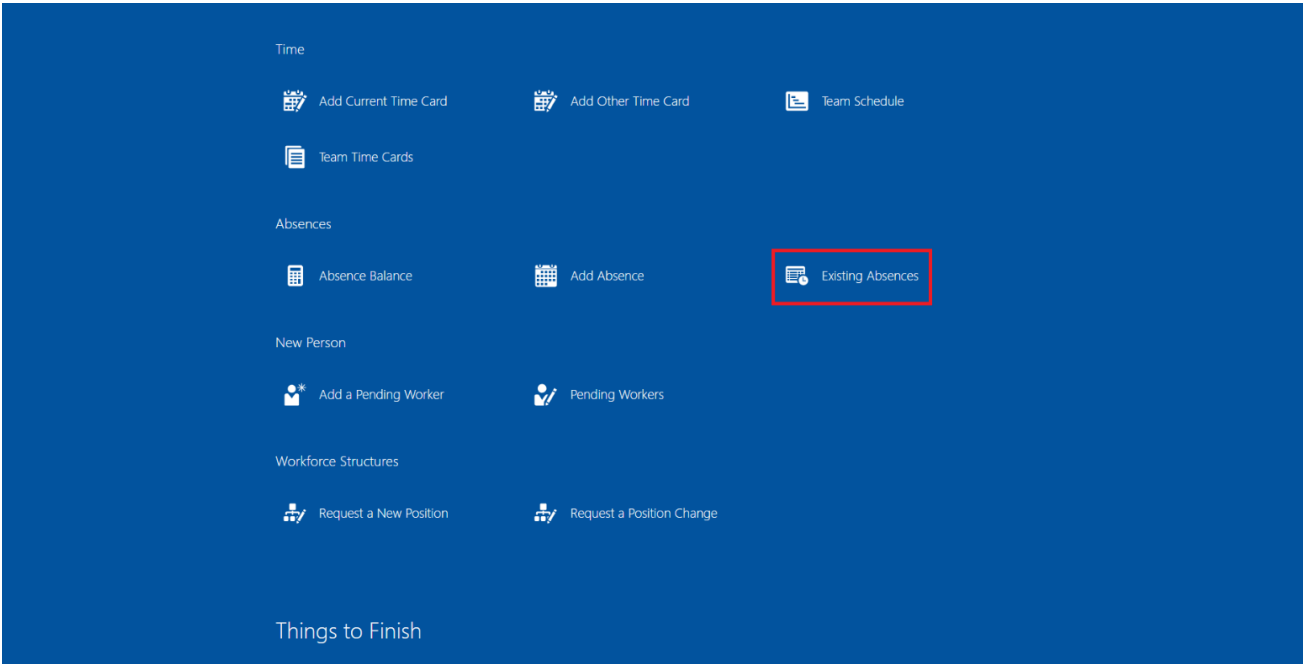 Time
Add Current Time Card
Add Other Time Card
Team Schedule
Team Time Cards
Absences
Absence Balance
Add Absence
Existing Absences
New Person
Add a Pending Worker
Pending Workers
Workforce Structures
Request a New Position
Request a Position Change
Things to Finish